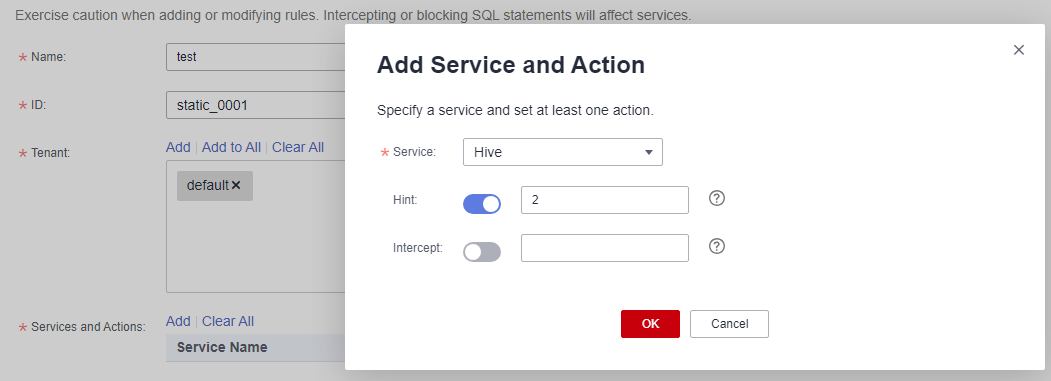 Exercise caution when adding or modifying rules. Intercepting or blocking SQL statements will affect services.
* Name: test
* ID: static_0001
* Tenant: Add | Add to All | Clear All
default ×
* Services and Actions: Add | Clear All
Service Name
Add Service and Action
Specify a service and set at least one action.
* Service: Hive
Hint: 2
Intercept:
OK Cancel